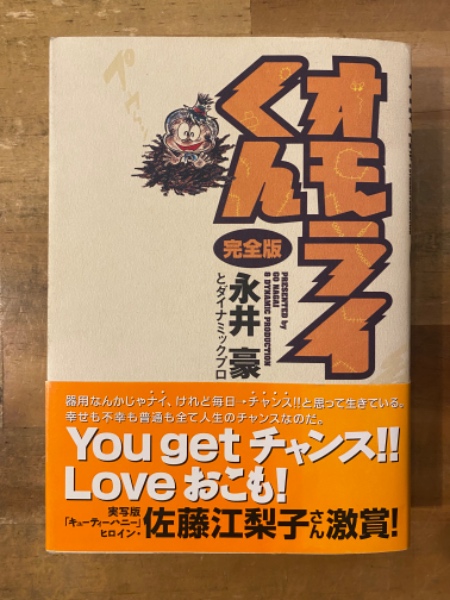 オモライ
くん
完全版
PRESENTED by
GO NAGAI
& DYNAMIC PRODUCTION
永井 豪
とダイナミックプロ
器用なんかじゃナイ、けれど毎日→チャンス!!と思って生きている。
幸せも不幸も普通も全て人生のチャンスなのだ。
You get チャンス!!
Love おこも!
実写版
「キューティーハニー」
ヒロイン・
佐藤江梨子さん激賞!